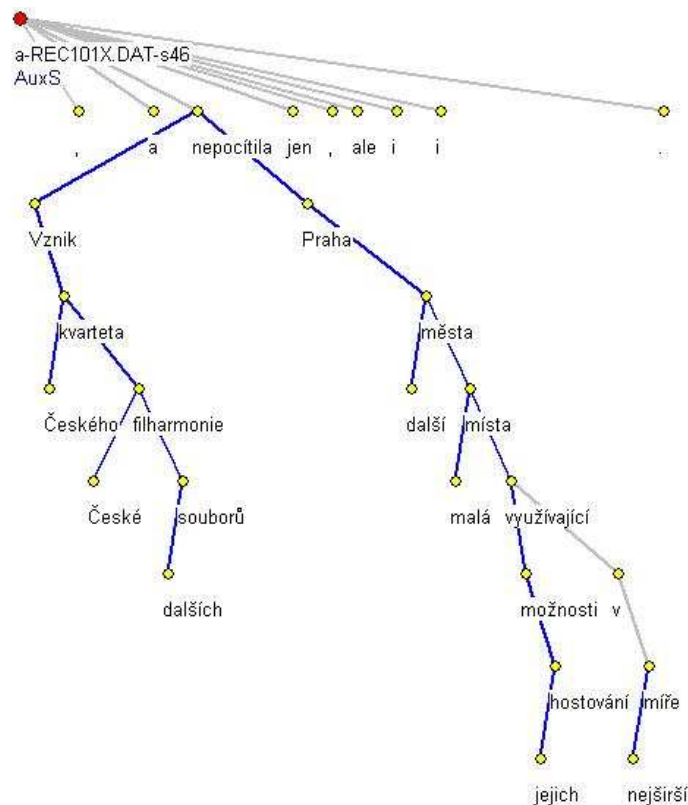 a-REC101X.DAT-s46
AuxS
, a nepocítila jen , ale i i .
Vznik Praha
kvarteta města
Českého filharmonie další místa
České souborů malá využívající
dalších možnosti v
hostování míře
jejich nejširší